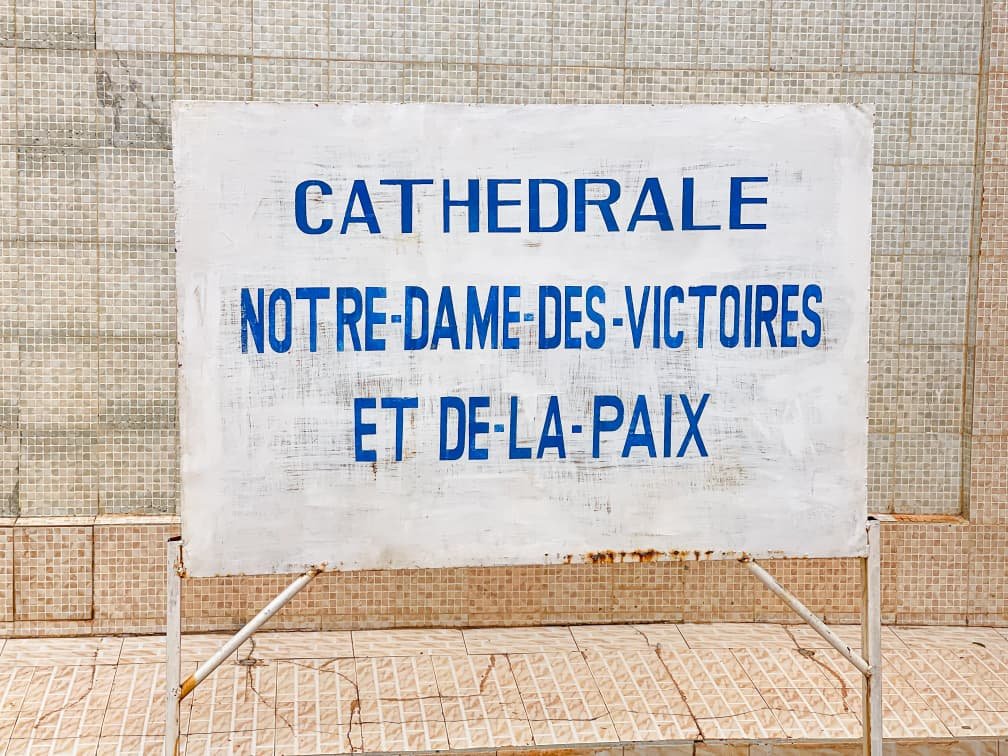 CATHEDRALE
NOTRE-DAME-DES-VICTOIRES
ET DE-LA-PAIX